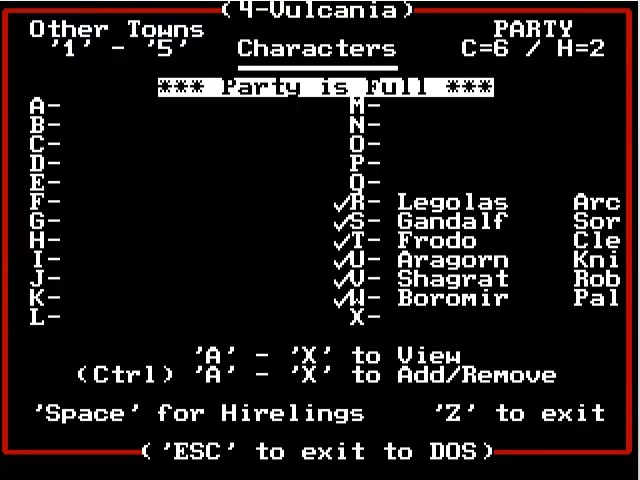 (4-Vulcania)
Other Towns PARTY
'1' - '5' Characters C=6 / H=2
*** Party is Full ***
A- M-
B- N-
C- O-
D- P-
E- Q-
F- ✓R- Legolas Arc
G- ✓S- Gandalf Sor
H- ✓T- Frodo Cle
I- ✓U- Aragorn Kni
J- ✓V- Shagrat Rob
K- ✓W- Boromir Pal
L- X-
'A' - 'X' to View
(Ctrl) 'A' - 'X' to Add/Remove
'Space' for Hirelings 'Z' to exit
('ESC' to exit to DOS)